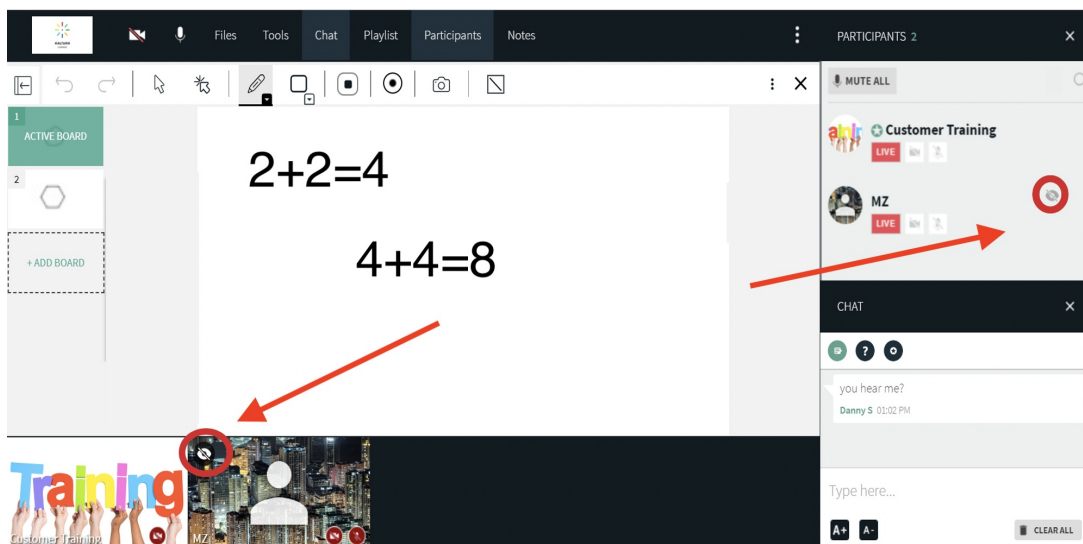 Files Tools Chat Playlist Participants Notes
PARTICIPANTS 2
MUTE ALL
1
ACTIVE BOARD
2
+ ADD BOARD
2+2=4
4+4=8
Customer Training
LIVE
MZ
LIVE
CHAT
?
you hear me?
Danny S 01:02 PM
Type here...
A+ A-
CLEAR ALL
Training
Customer Training
MZ